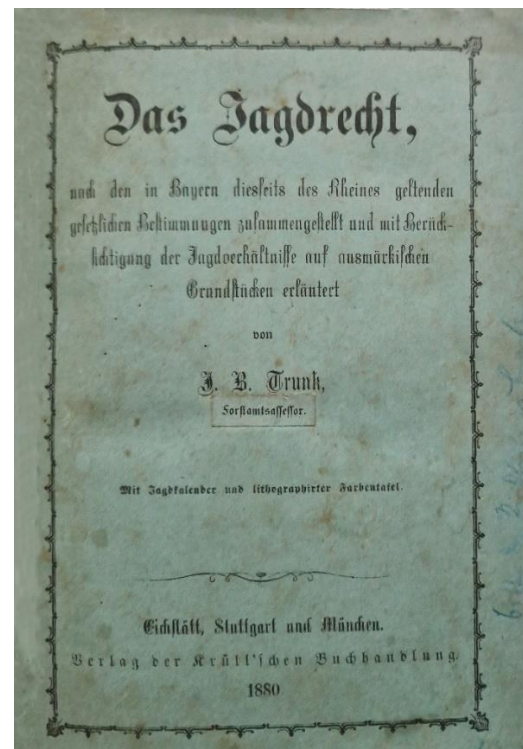 Das Jagdrecht,
nach den in Bayern diesseits des Rheines geltenden
gesetzlichen Bestimmungen zusammengestellt und mit Berück-
sichtigung der Jagdverhältnisse auf ausmärkischen
Grundstücken erläutert
von
J. B. Trunk,
Forstamtsassessor.
Mit Jagdkalender und lithographirter Farbentafel.
Eichstätt, Stuttgart und München.
Verlag der Krüll'schen Buchhandlung.
1880